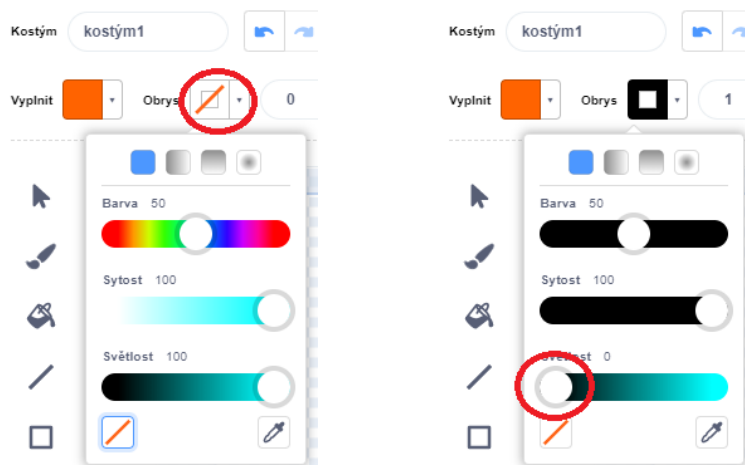 Kostým kostým1
Vyplnit Obrys 0
Barva 50
Sytost 100
Světlost 100
Kostým kostým1
Vyplnit Obrys 1
Barva 50
Sytost 100
Světlost 0